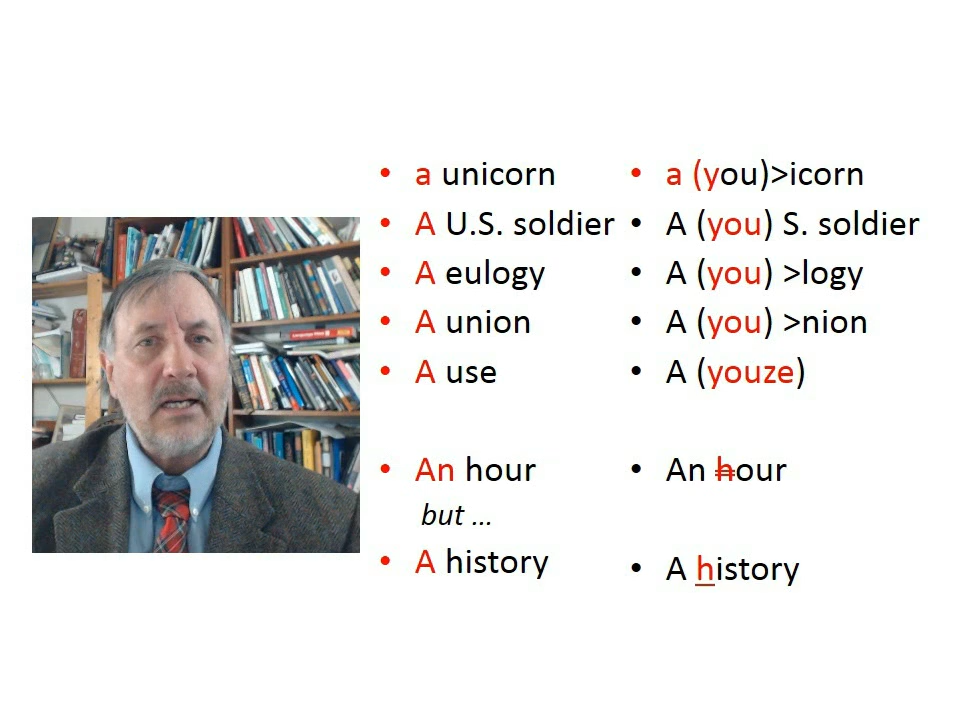 • a unicorn
• A U.S. soldier
• A eulogy
• A union
• A use
• An hour
but ...
• A history
• a (you)>icorn
• A (you) S. soldier
• A (you) >logy
• A (you) >nion
• A (youze)
• An hour
• A history